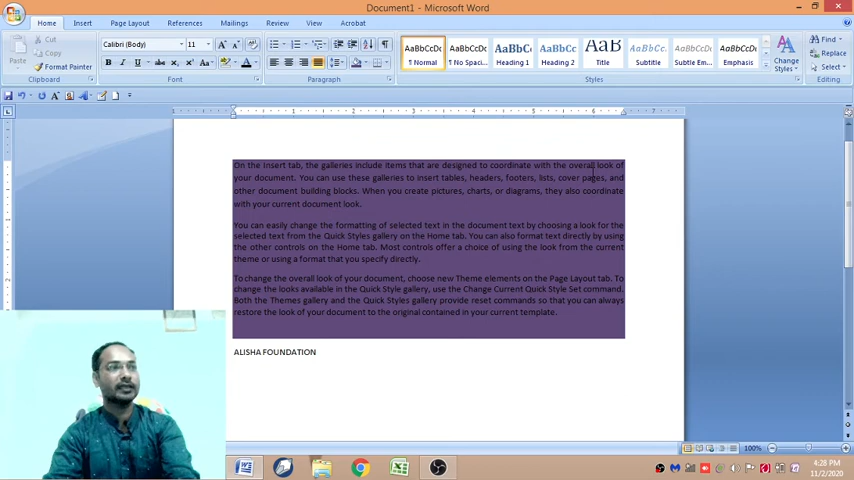 Document1 - Microsoft Word
Home Insert Page Layout References Mailings Review View Acrobat
Paste
Cut
Copy
Format Painter
Clipboard
Calibri (Body) 11
Font
Paragraph
AaBbCcDc AaBbCcDc AaBbC AaBbCc AaB AaBbCc. AaBbCcDc AaBbCcDc
¶ Normal ¶ No Spaci... Heading 1 Heading 2 Title Subtitle Subtle Em... Emphasis
Change Styles
Styles
Find
Replace
Select
Editing
On the Insert tab, the galleries include items that are designed to coordinate with the overall look of
your document. You can use these galleries to insert tables, headers, footers, lists, cover pages, and
other document building blocks. When you create pictures, charts, or diagrams, they also coordinate
with your current document look.
You can easily change the formatting of selected text in the document text by choosing a look for the
selected text from the Quick Styles gallery on the Home tab. You can also format text directly by using
the other controls on the Home tab. Most controls offer a choice of using the look from the current
theme or using a format that you specify directly.
To change the overall look of your document, choose new Theme elements on the Page Layout tab. To
change the looks available in the Quick Style gallery, use the Change Current Quick Style Set command.
Both the Themes gallery and the Quick Styles gallery provide reset commands so that you can always
restore the look of your document to the original contained in your current template.
ALISHA FOUNDATION
100%
4:28 PM
11/2/2020